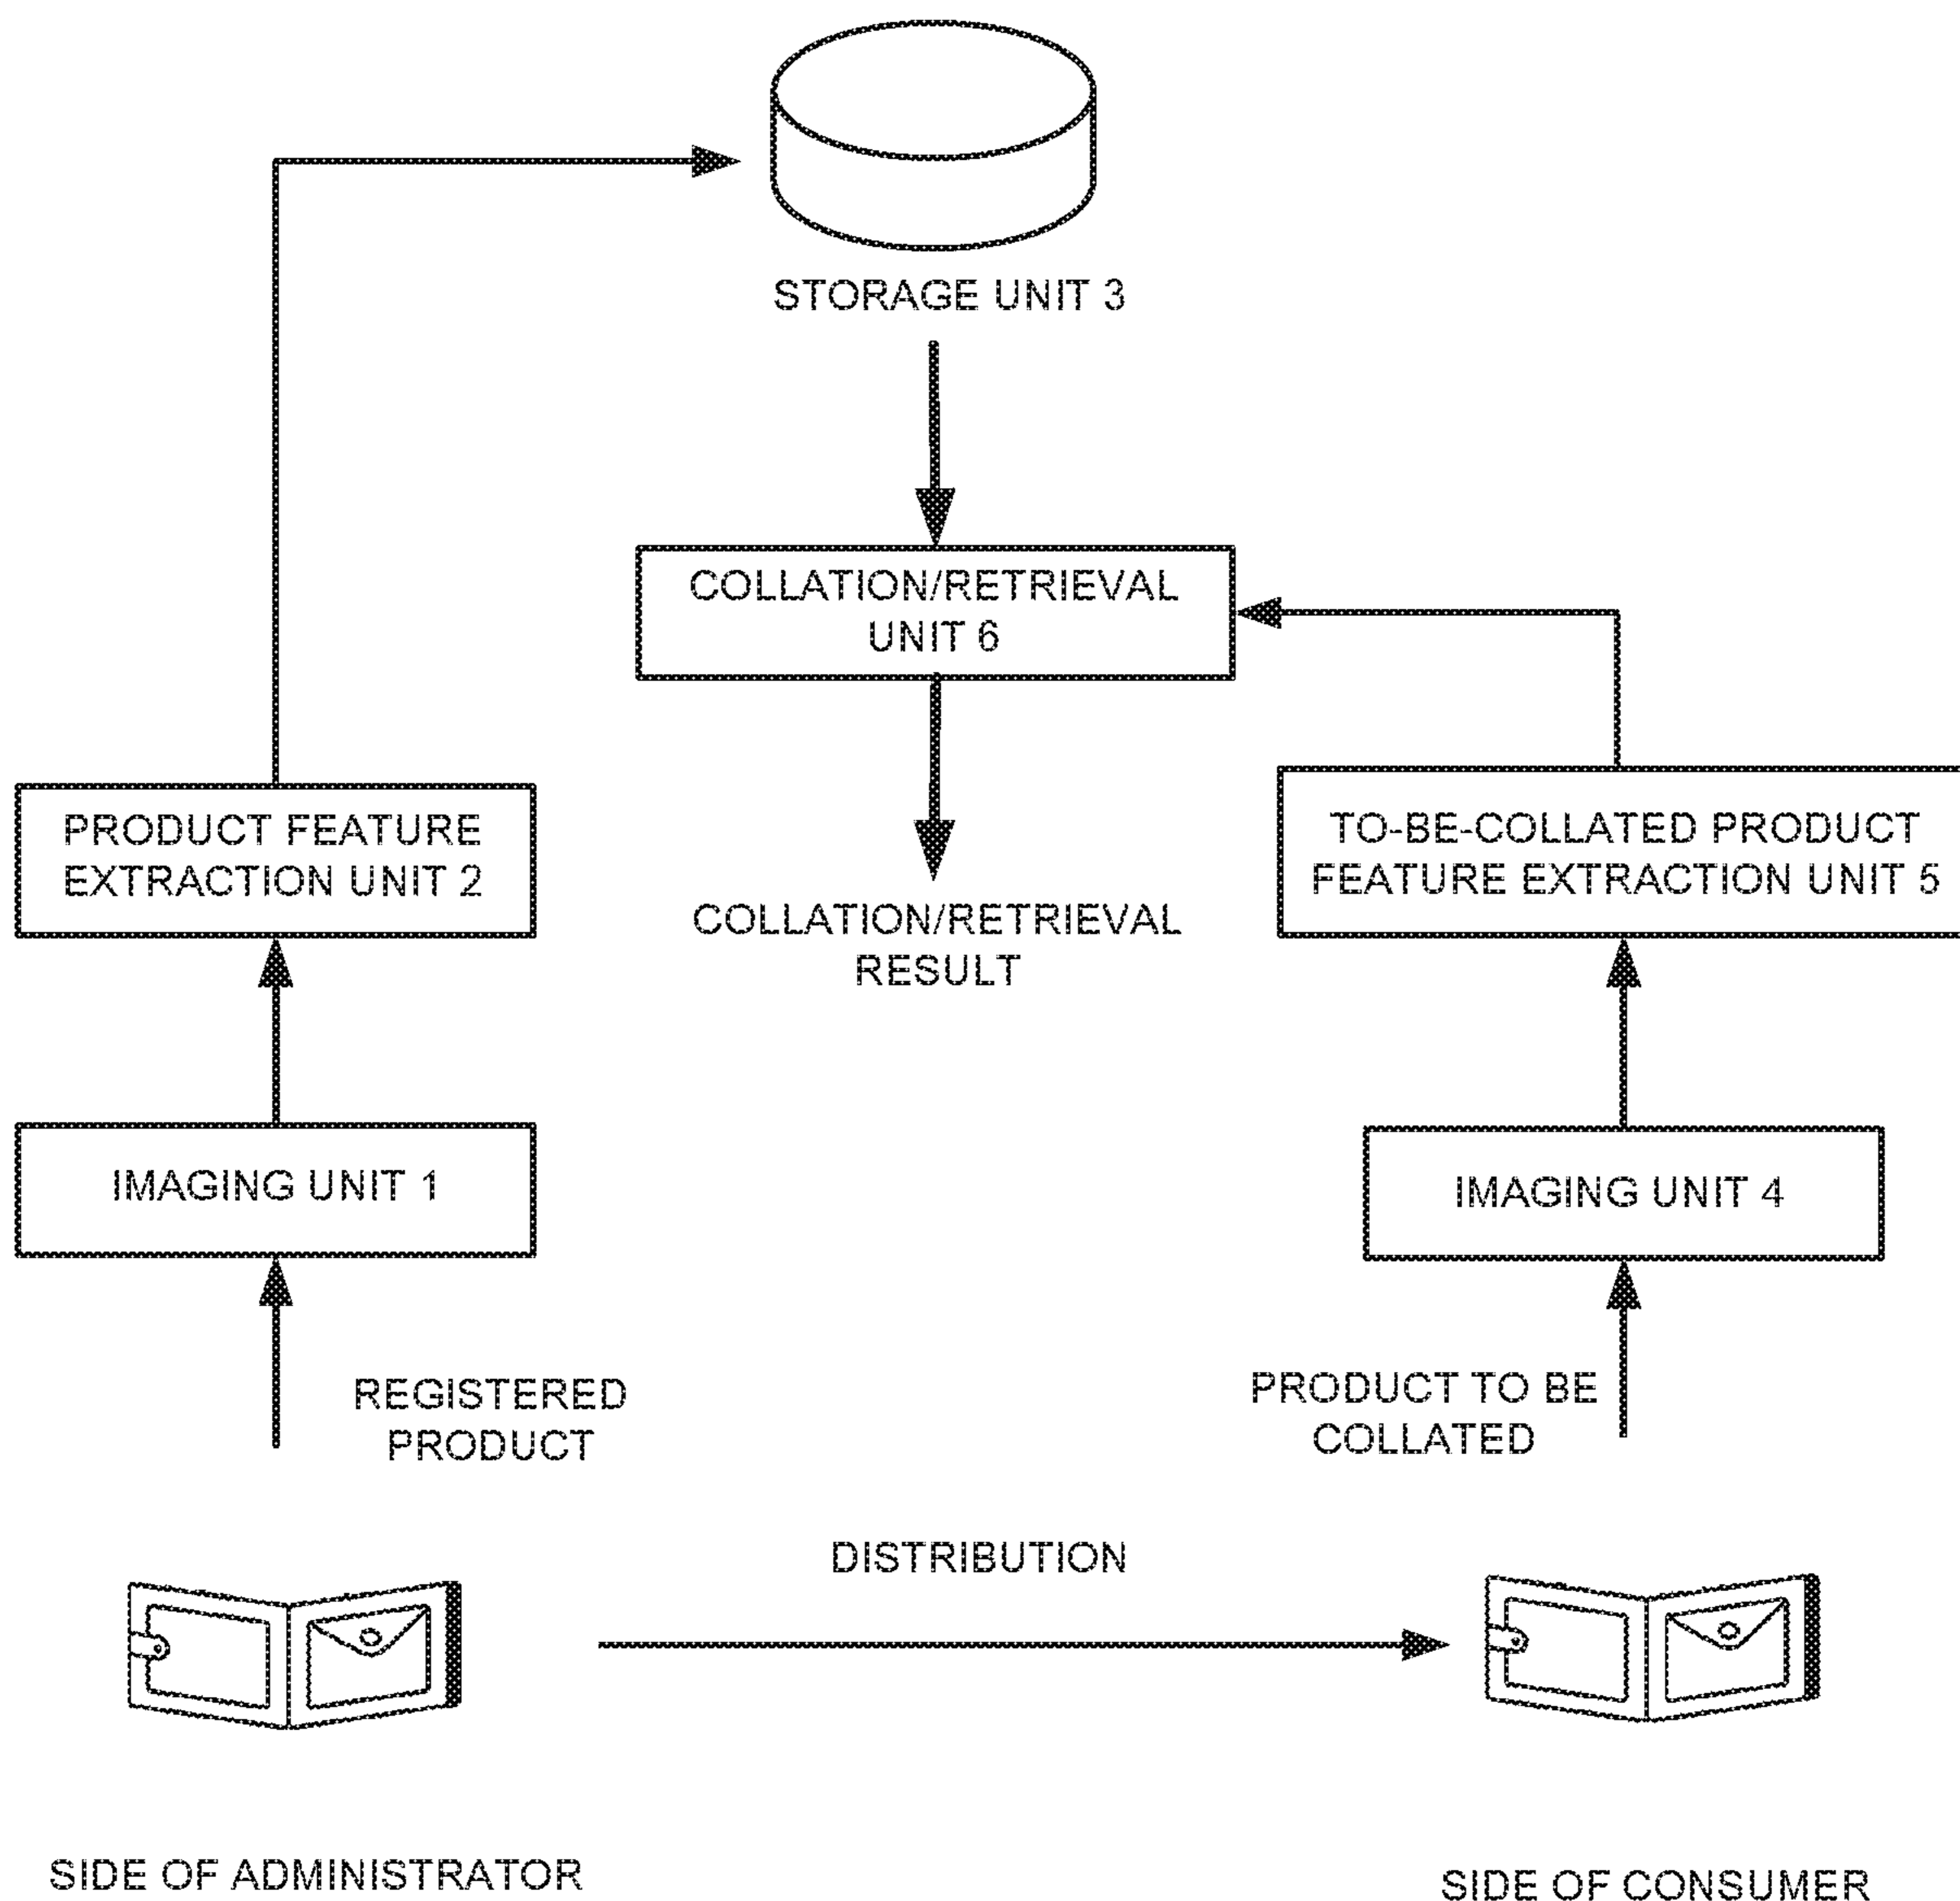 STORAGE UNIT 3
COLLATION/RETRIEVAL
UNIT 6
PRODUCT FEATURE
EXTRACTION UNIT 2
TO-BE-COLLATED PRODUCT
FEATURE EXTRACTION UNIT 5
COLLATION/RETRIEVAL
RESULT
IMAGING UNIT 1
IMAGING UNIT 4
REGISTERED
PRODUCT
PRODUCT TO BE
COLLATED
DISTRIBUTION
SIDE OF ADMINISTRATOR
SIDE OF CONSUMER